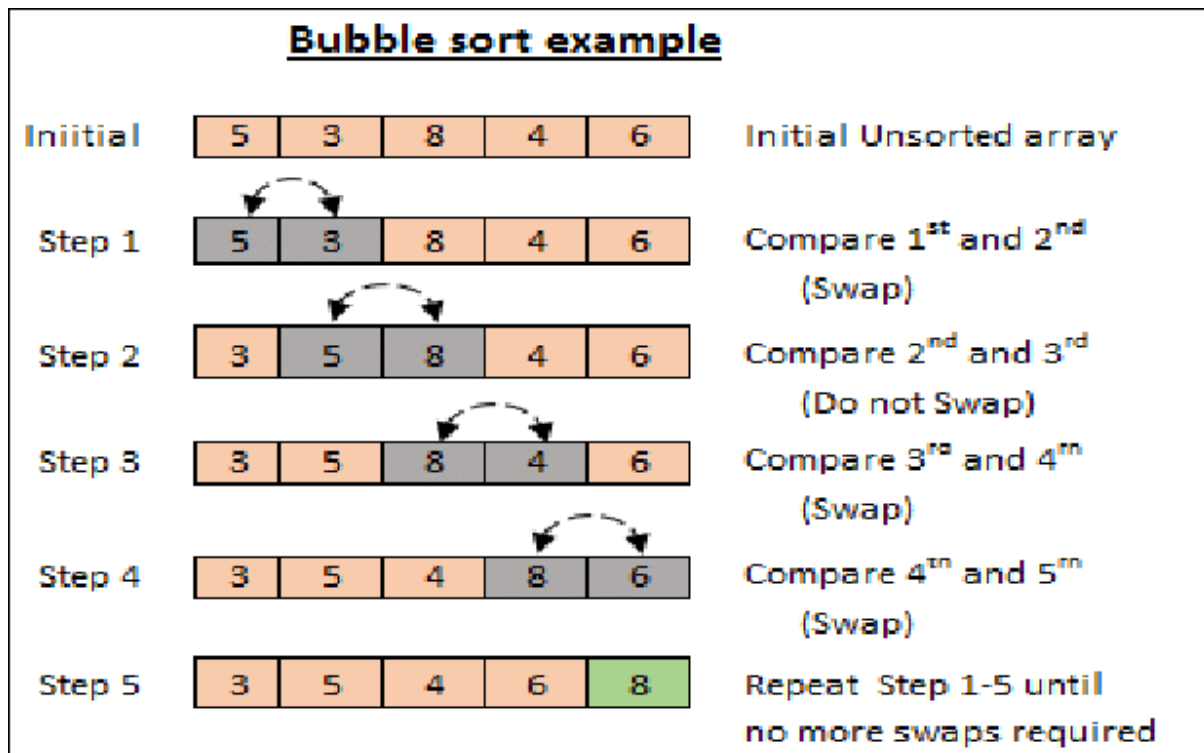 Bubble sort example
Iniitial 5 3 8 4 6 Initial Unsorted array
Step 1 5 3 8 4 6 Compare 1st and 2nd
(Swap)
Step 2 3 5 8 4 6 Compare 2nd and 3rd
(Do not Swap)
Step 3 3 5 8 4 6 Compare 3rd and 4th
(Swap)
Step 4 3 5 4 8 6 Compare 4th and 5th
(Swap)
Step 5 3 5 4 6 8 Repeat Step 1-5 until
no more swaps required